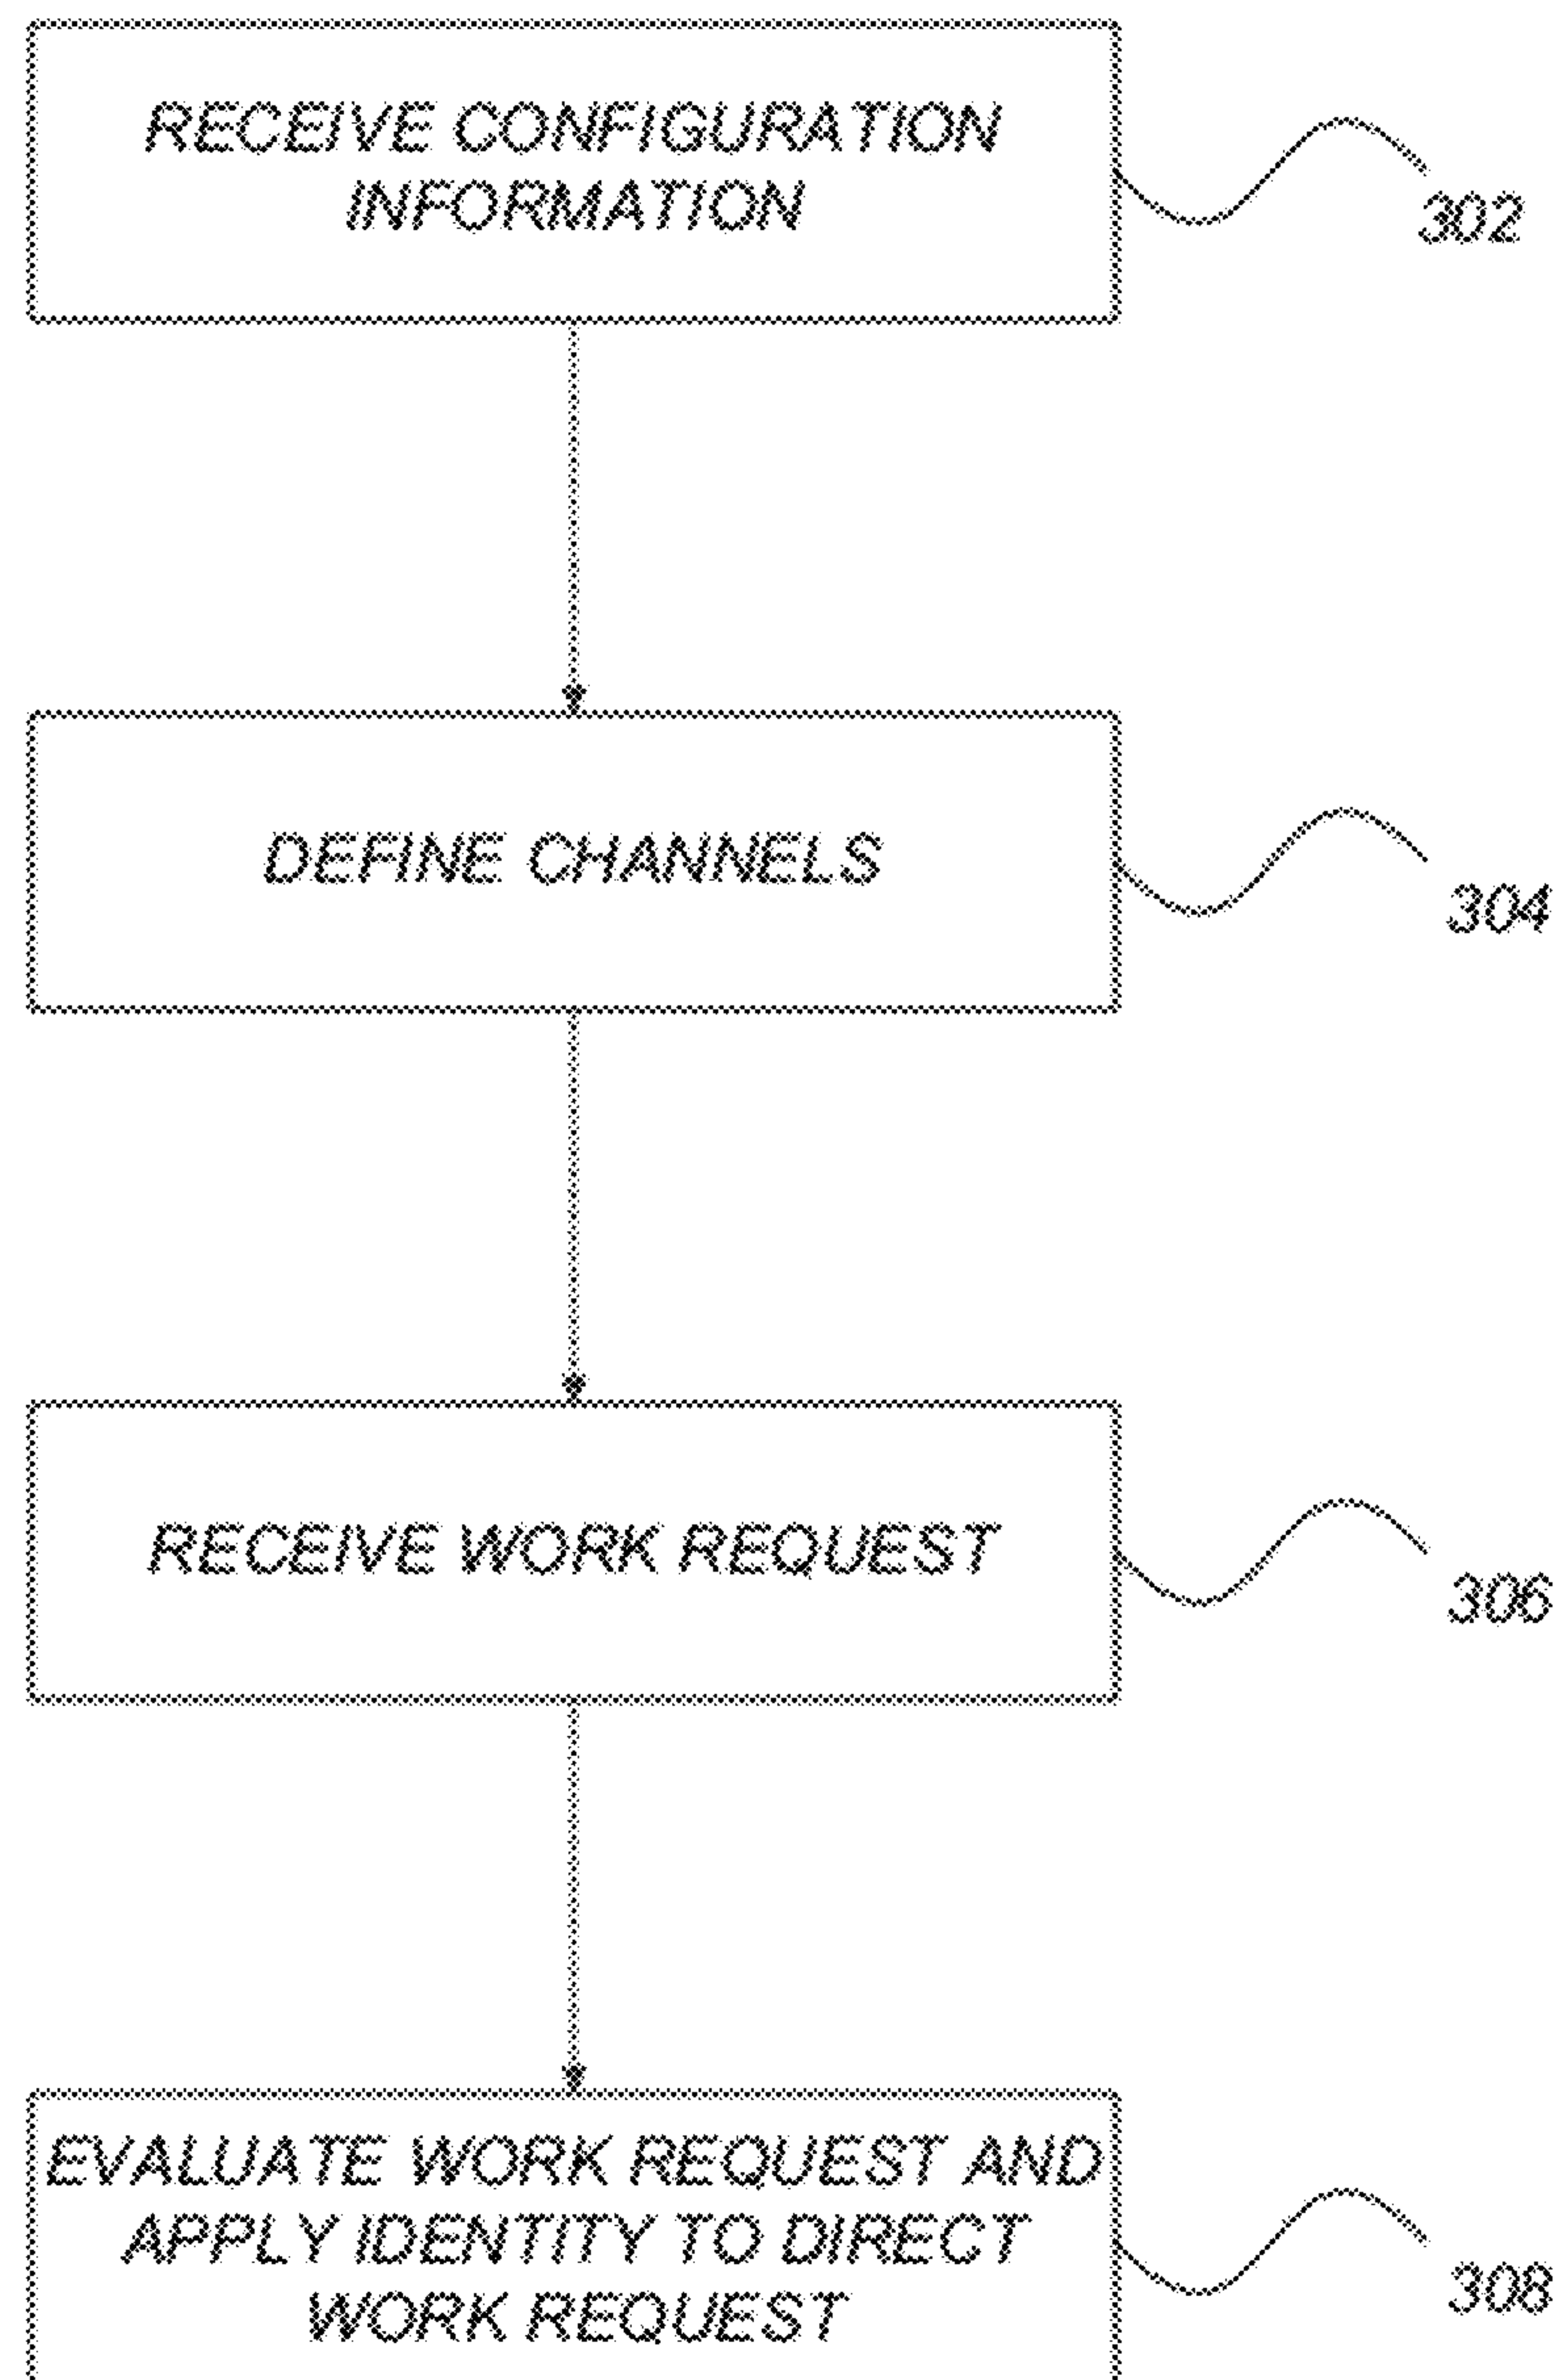 RECEIVE CONFIGURATION
INFORMATION
302
DEFINE CHANNELS
304
RECEIVE WORK REQUEST
306
EVALUATE WORK REQUEST AND
APPLY IDENTITY TO DIRECT
WORK REQUEST
308